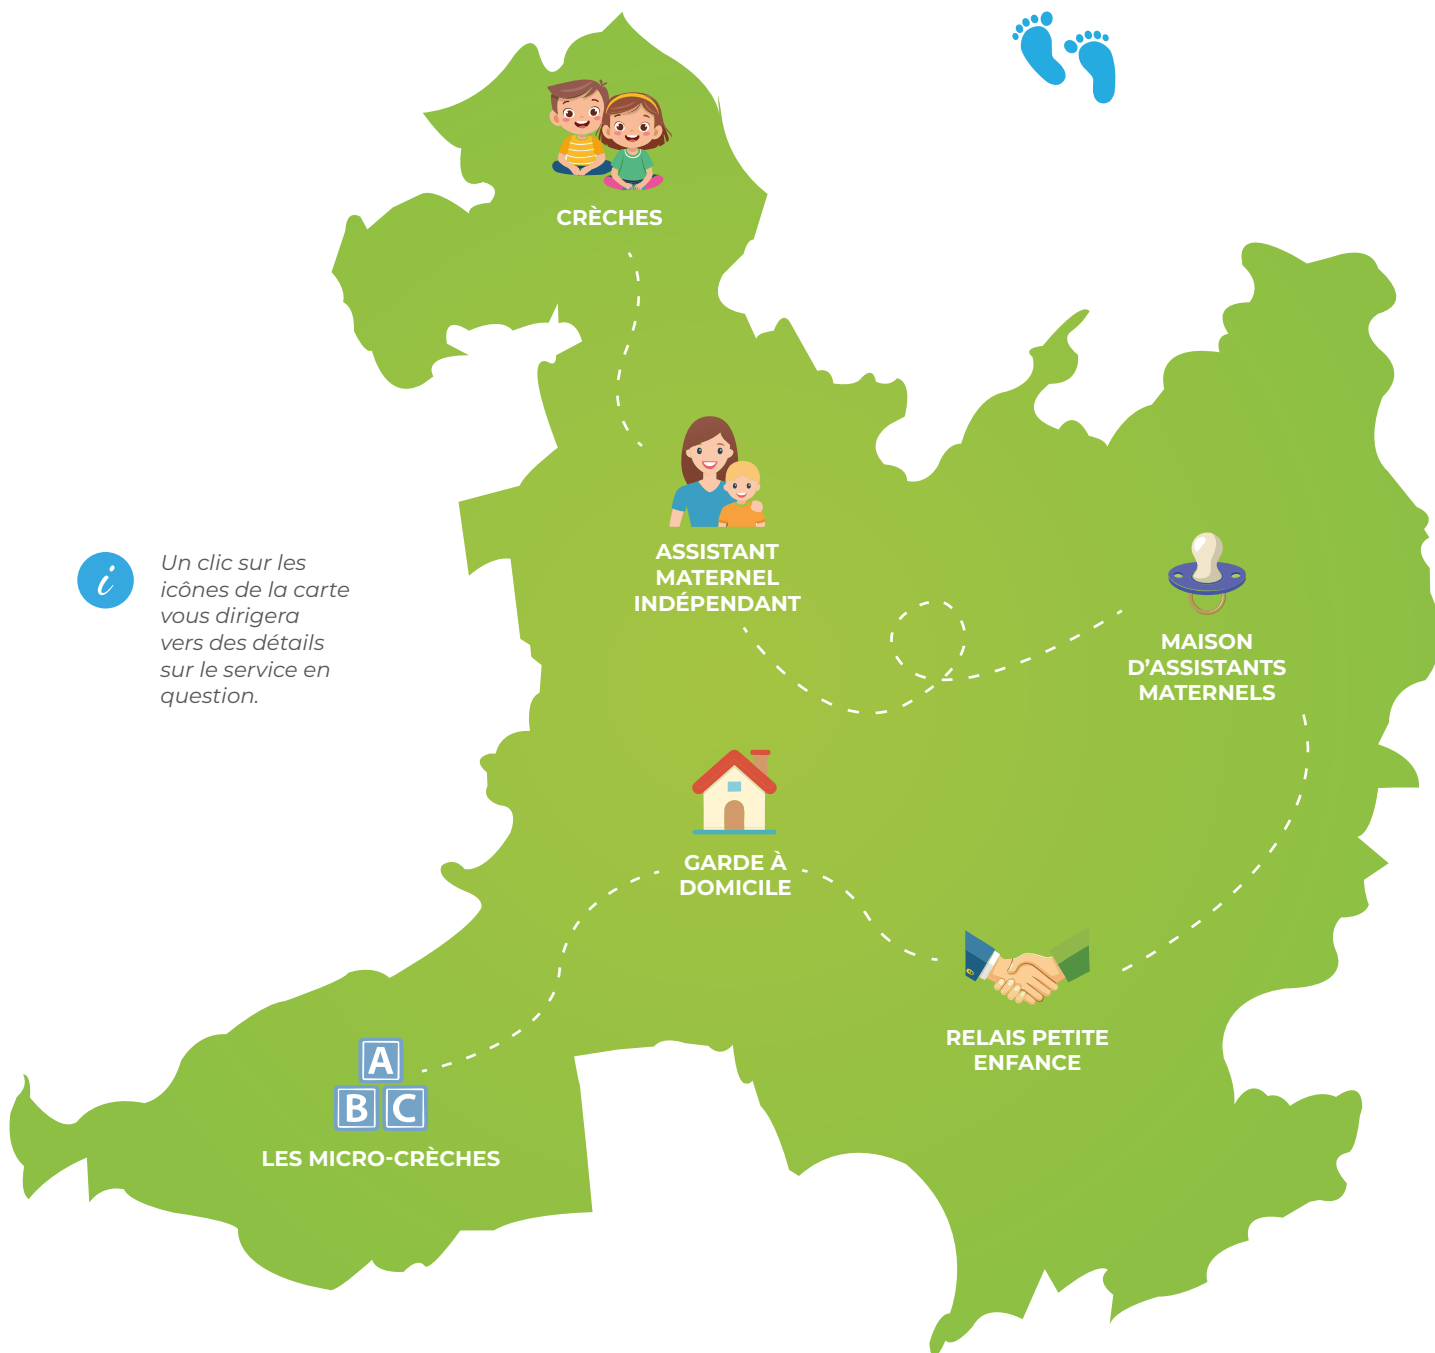 CRÈCHES
ASSISTANT
MATERNEL
INDÉPENDANT
Un clic sur les
icônes de la carte
vous dirigera
vers des détails
sur le service en
question.
i
MAISON
D'ASSISTANTS
MATERNELS
GARDE À
DOMICILE
RELAIS PETITE
ENFANCE
A
B C
LES MICRO-CRÈCHES